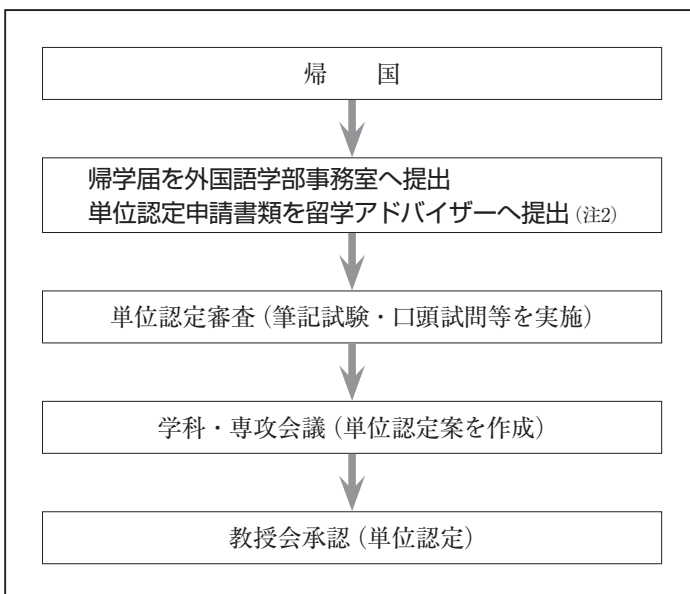 帰　　国
帰学届を外国語学部事務室へ提出
単位認定申請書類を留学アドバイザーへ提出（注2）
単位認定審査（筆記試験・口頭試問等を実施）
学科・専攻会議（単位認定案を作成）
教授会承認（単位認定）